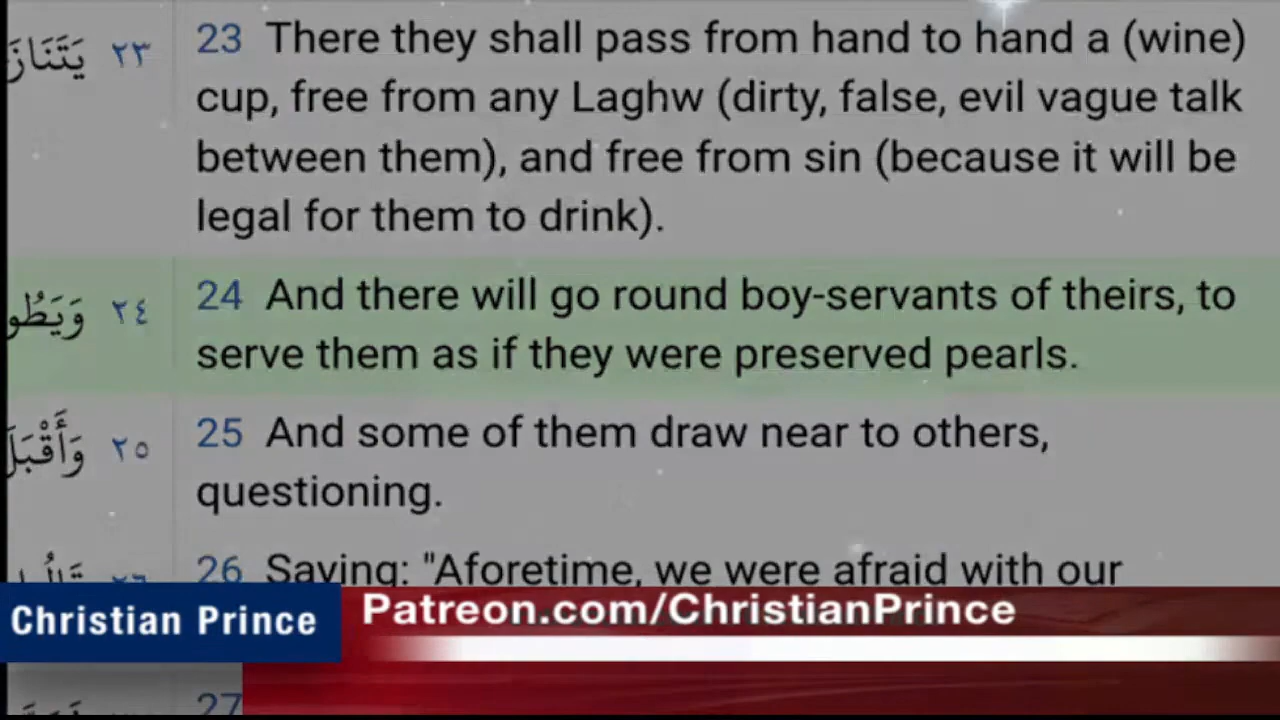 يَتَنَازَ ٢٣ 23 There they shall pass from hand to hand a (wine)
cup, free from any Laghw (dirty, false, evil vague talk
between them), and free from sin (because it will be
legal for them to drink).
وَيَطُو ٢٤ 24 And there will go round boy-servants of theirs, to
serve them as if they were preserved pearls.
وَأَقْبَلَ ٢٥ 25 And some of them draw near to others,
questioning.
٢٦ 26 Saying: "Aforetime, we were afraid with our
Christian Prince
Patreon.com/ChristianPrince
27